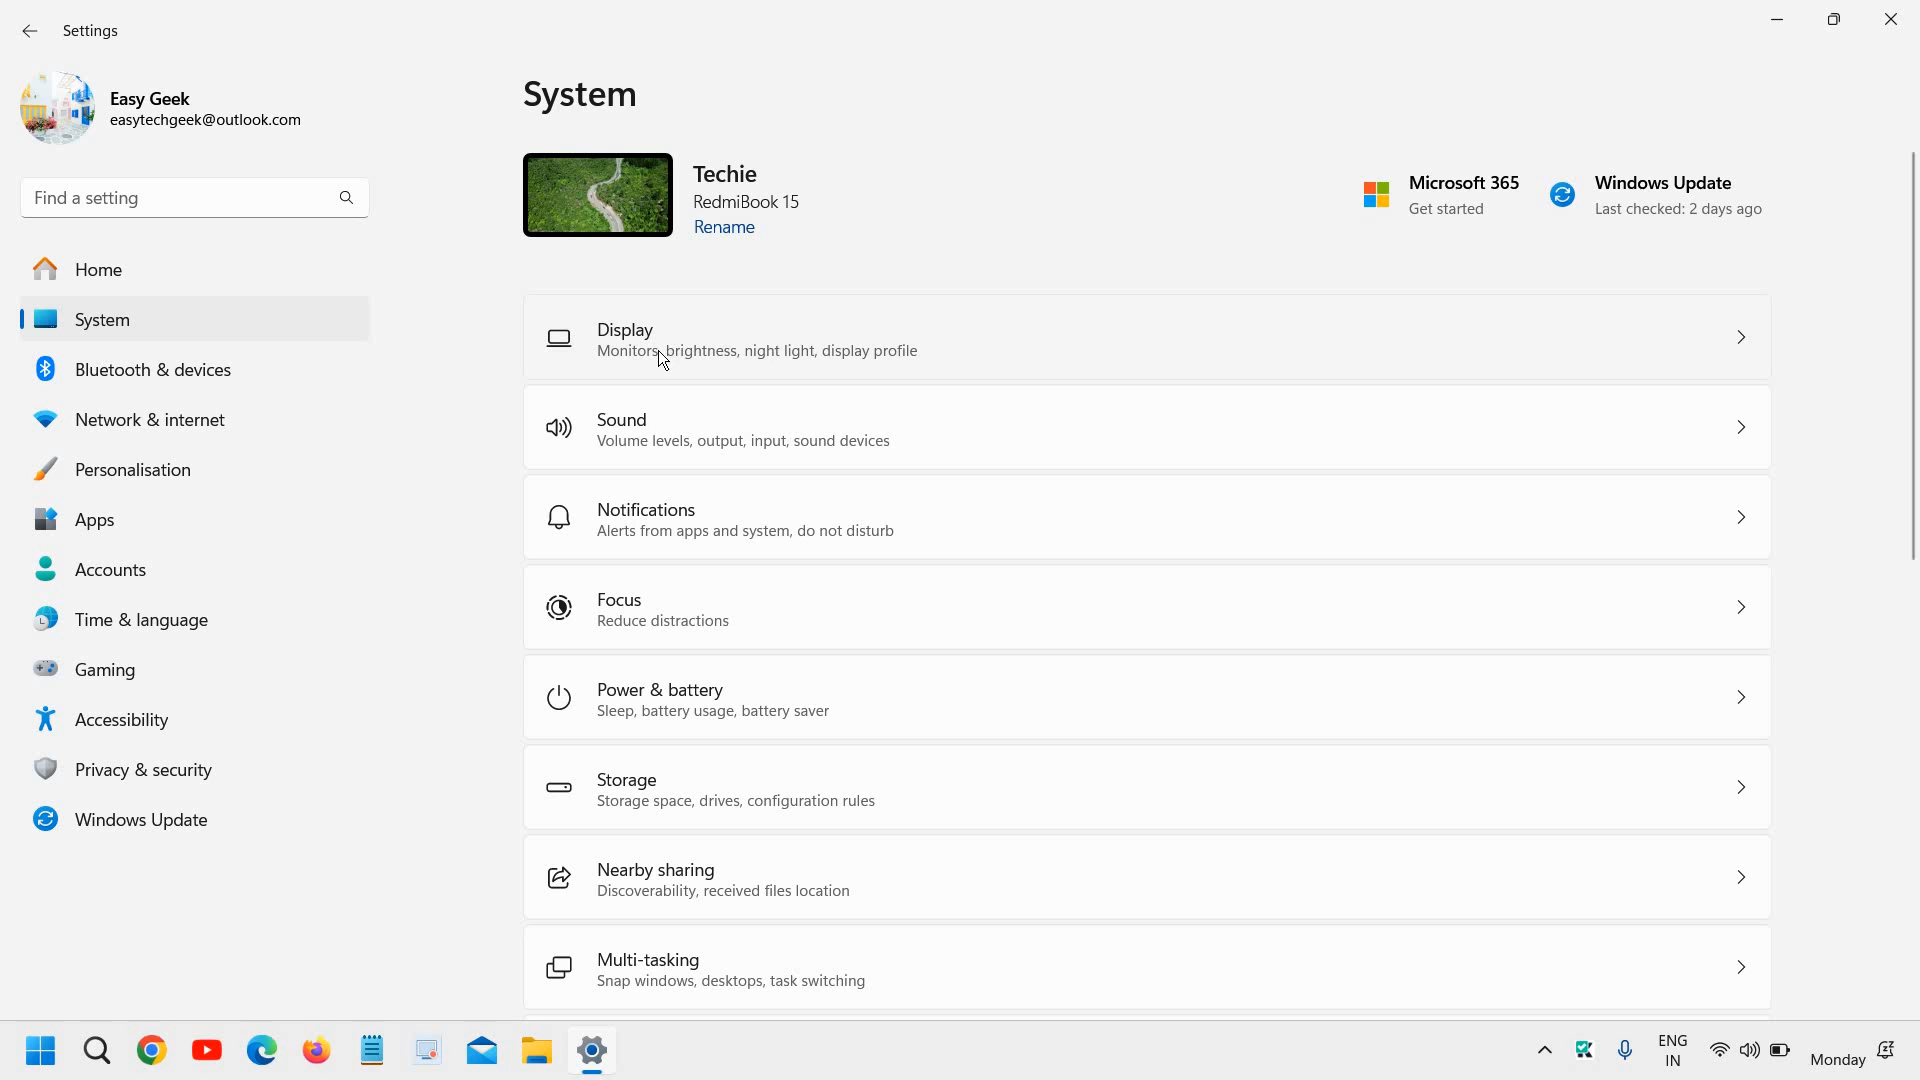 Settings
Easy Geek
easytechgeek@outlook.com
Find a setting
Home
System
Bluetooth & devices
Network & internet
Personalisation
Apps
Accounts
Time & language
Gaming
Accessibility
Privacy & security
Windows Update
System
Techie
RedmiBook 15
Rename
Microsoft 365
Get started
Windows Update
Last checked: 2 days ago
Display
Monitors, brightness, night light, display profile
Sound
Volume levels, output, input, sound devices
Notifications
Alerts from apps and system, do not disturb
Focus
Reduce distractions
Power & battery
Sleep, battery usage, battery saver
Storage
Storage space, drives, configuration rules
Nearby sharing
Discoverability, received files location
Multi-tasking
Snap windows, desktops, task switching
ENG
IN
Monday